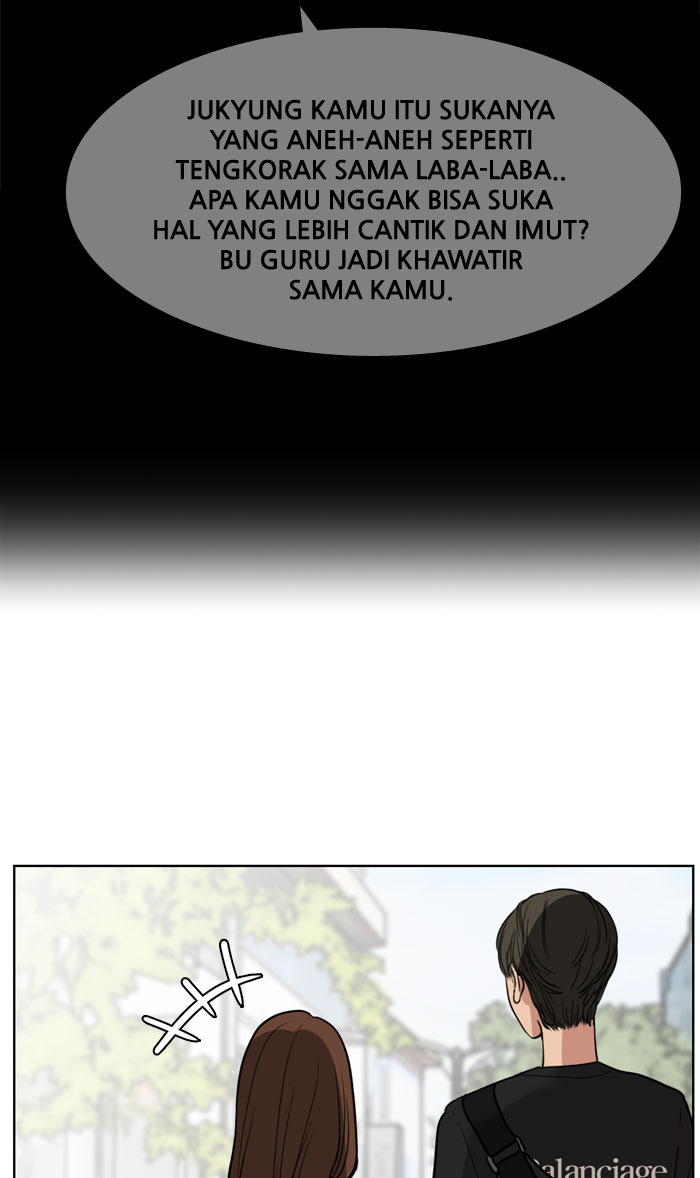 JUKYUNG KAMU ITU SUKANYA
YANG ANEH-ANEH SEPERTI
TENGKORAK SAMA LABA-LABA..
APA KAMU NGGAK BISA SUKA
HAL YANG LEBIH CANTIK DAN IMUT?
BU GURU JADI KHAWATIR
SAMA KAMU.
Balanciage